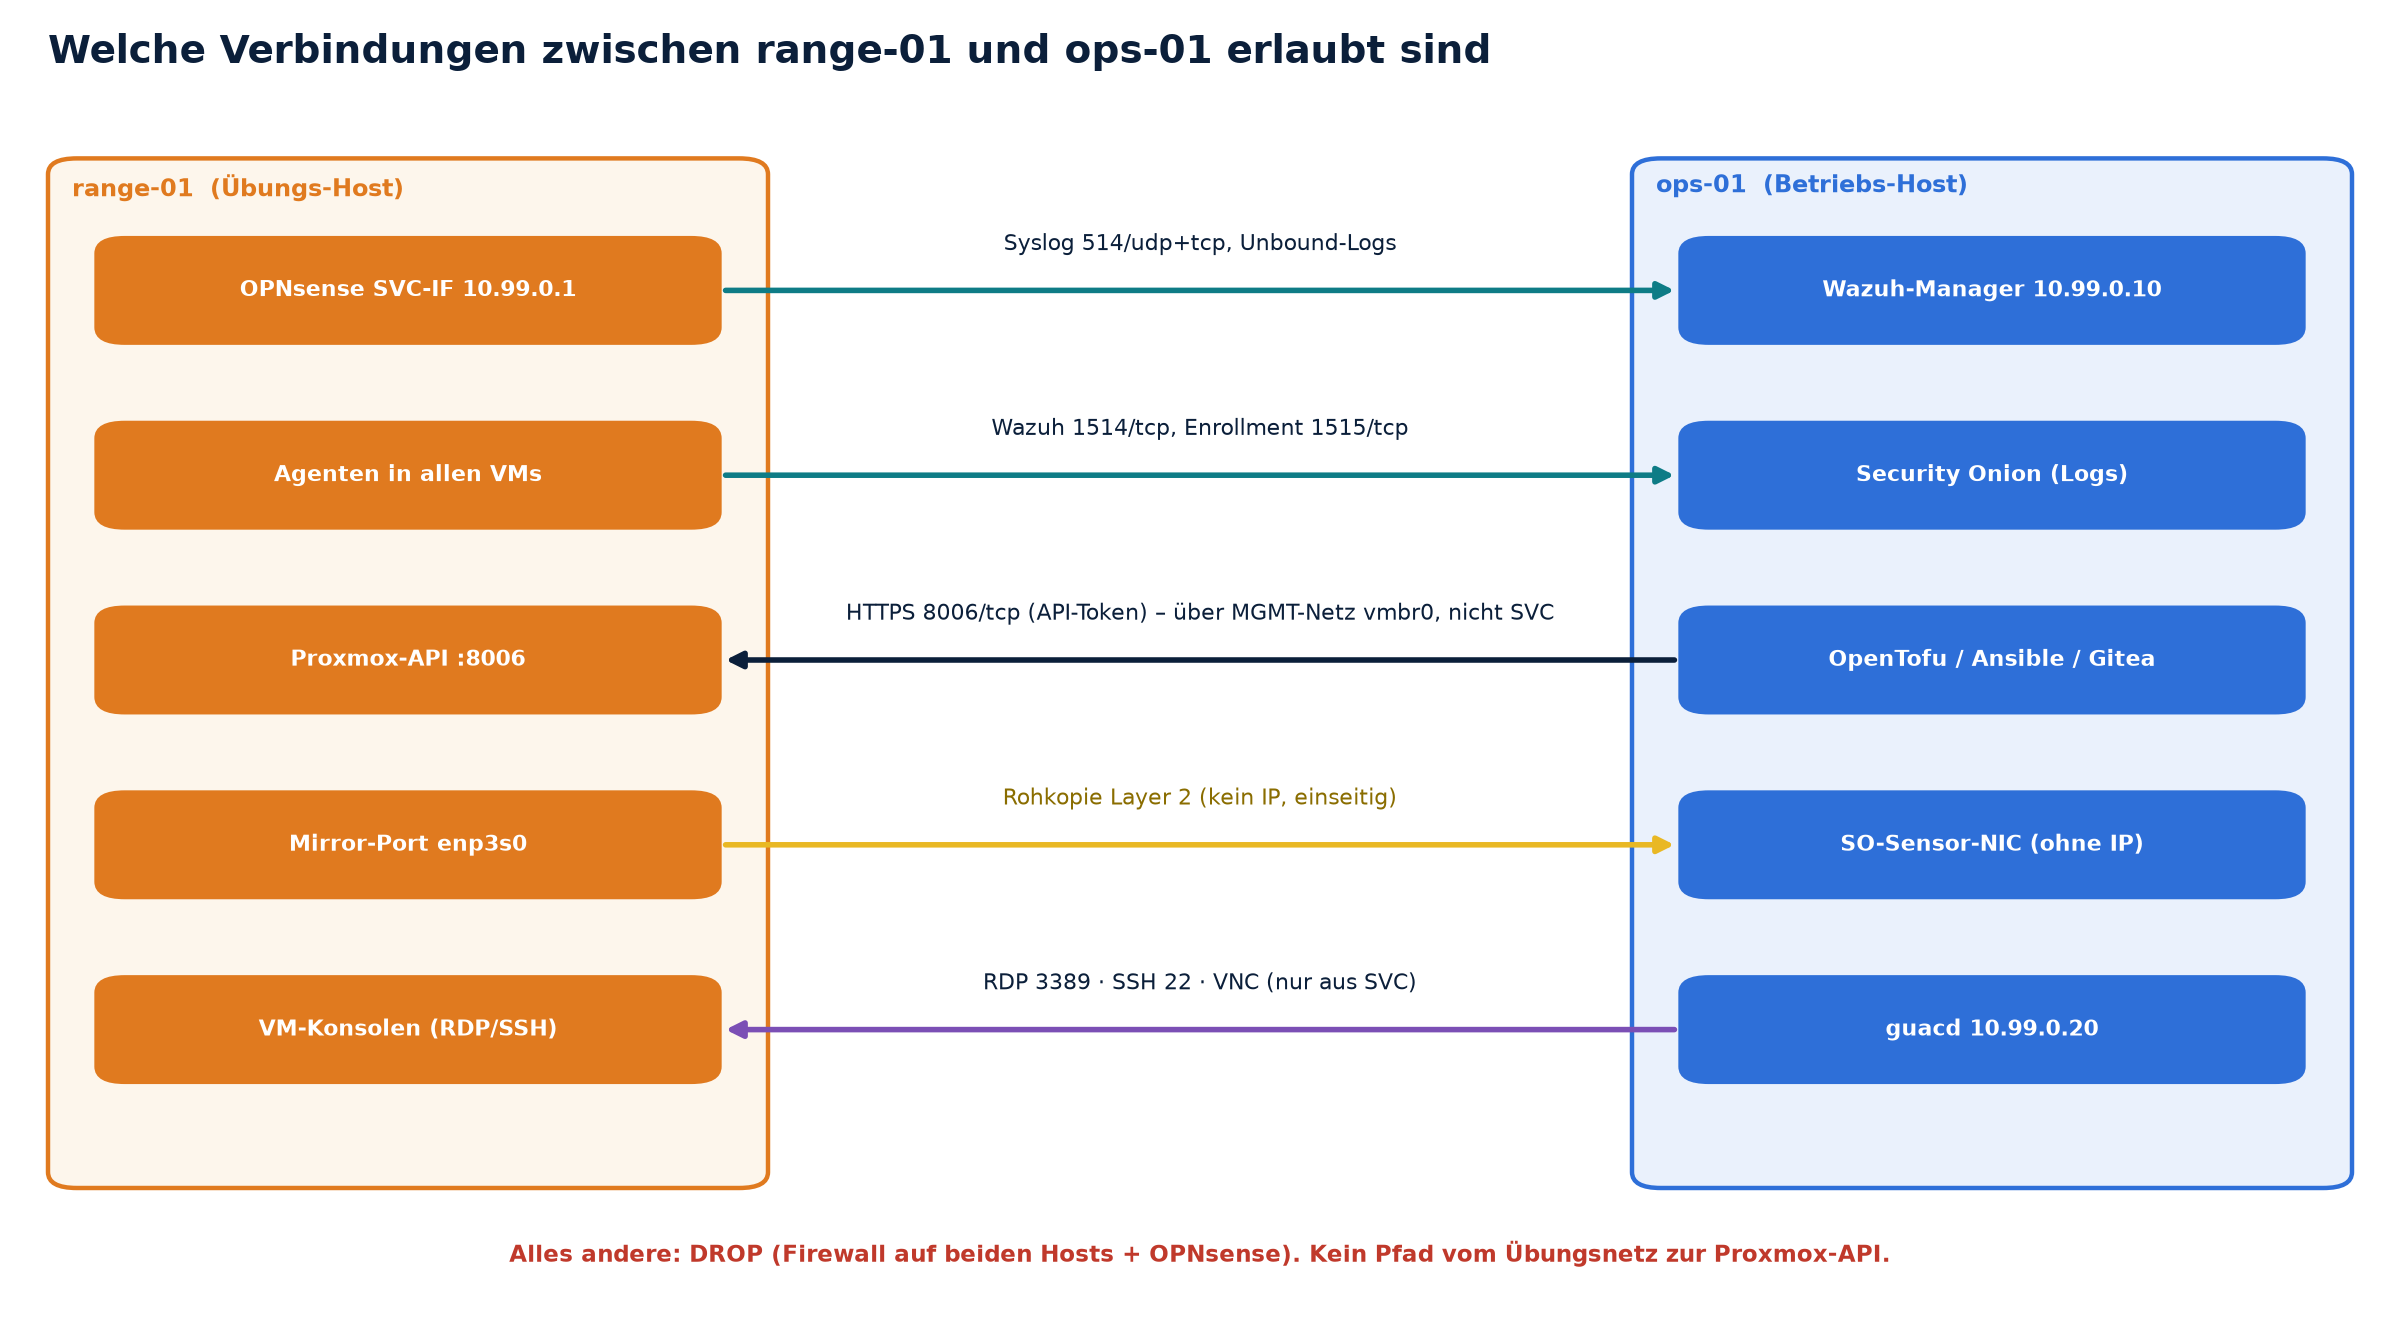 Welche Verbindungen zwischen range-01 und ops-01 erlaubt sind
range-01  (Übungs-Host)
ops-01  (Betriebs-Host)
OPNsense SVC-IF 10.99.0.1
Syslog 514/udp+tcp, Unbound-Logs
Wazuh-Manager 10.99.0.10
Agenten in allen VMs
Wazuh 1514/tcp, Enrollment 1515/tcp
Security Onion (Logs)
Proxmox-API :8006
HTTPS 8006/tcp (API-Token) – über MGMT-Netz vmbr0, nicht SVC
OpenTofu / Ansible / Gitea
Mirror-Port enp3s0
Rohkopie Layer 2 (kein IP, einseitig)
SO-Sensor-NIC (ohne IP)
VM-Konsolen (RDP/SSH)
RDP 3389 · SSH 22 · VNC (nur aus SVC)
guacd 10.99.0.20
Alles andere: DROP (Firewall auf beiden Hosts + OPNsense). Kein Pfad vom Übungsnetz zur Proxmox-API.